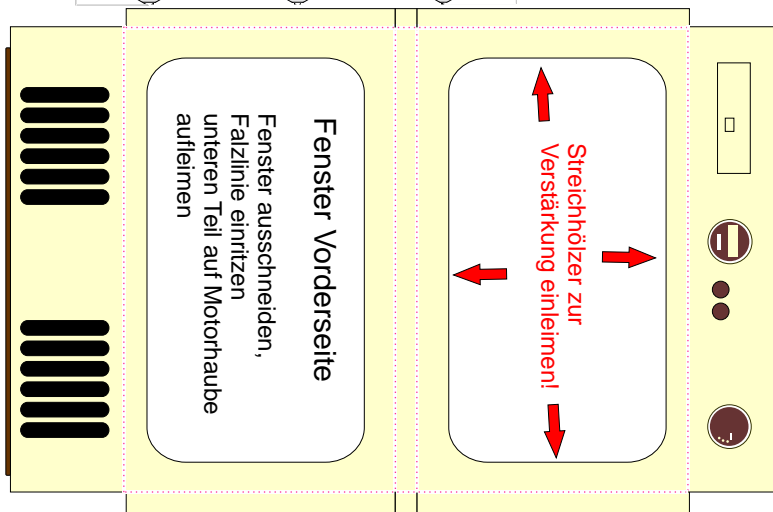 Fenster Vorderseite
Fenster ausschneiden,
Falzlinie einritzen
unteren Teil auf Motorhaube
aufleimen
Streichhölzer zur
Verstärkung einleimen!